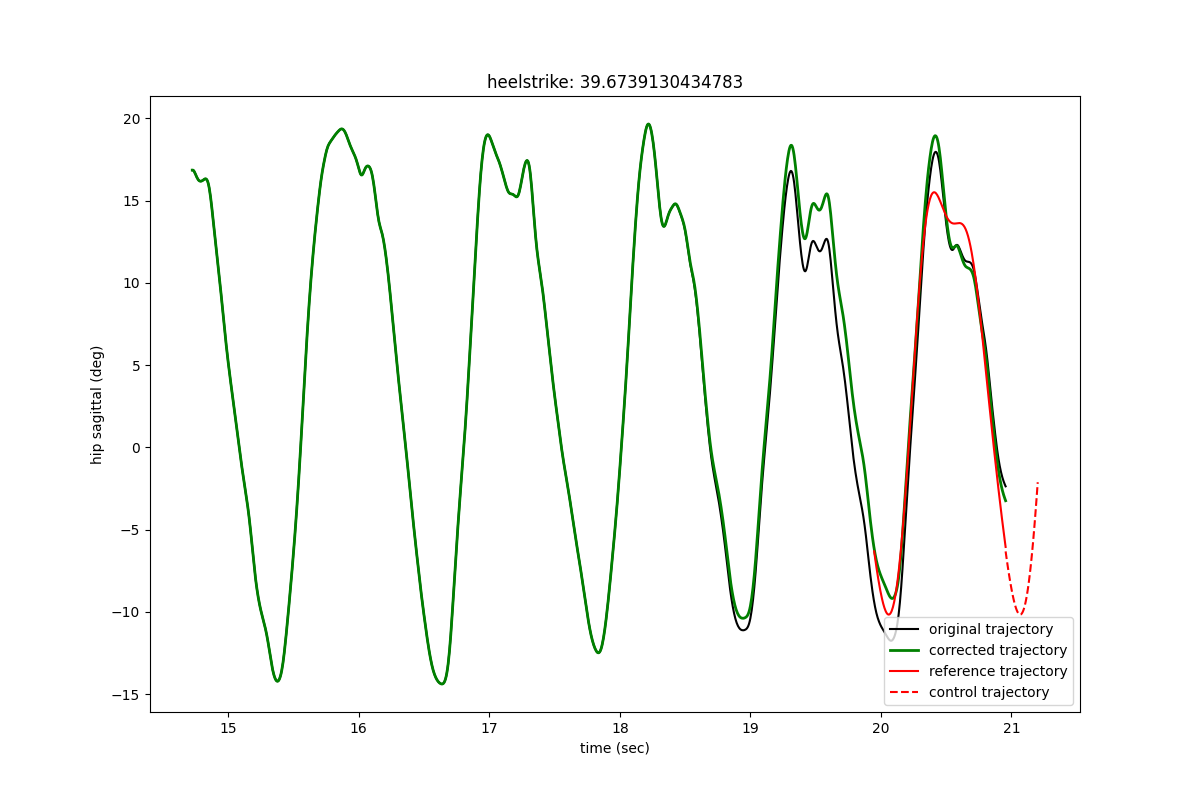 heelstrike: 39.6739130434783
20
15
10
5
0
−5
−10
−15
hip sagittal (deg)
original trajectory
corrected trajectory
reference trajectory
control trajectory
15 16 17 18 19 20 21
time (sec)